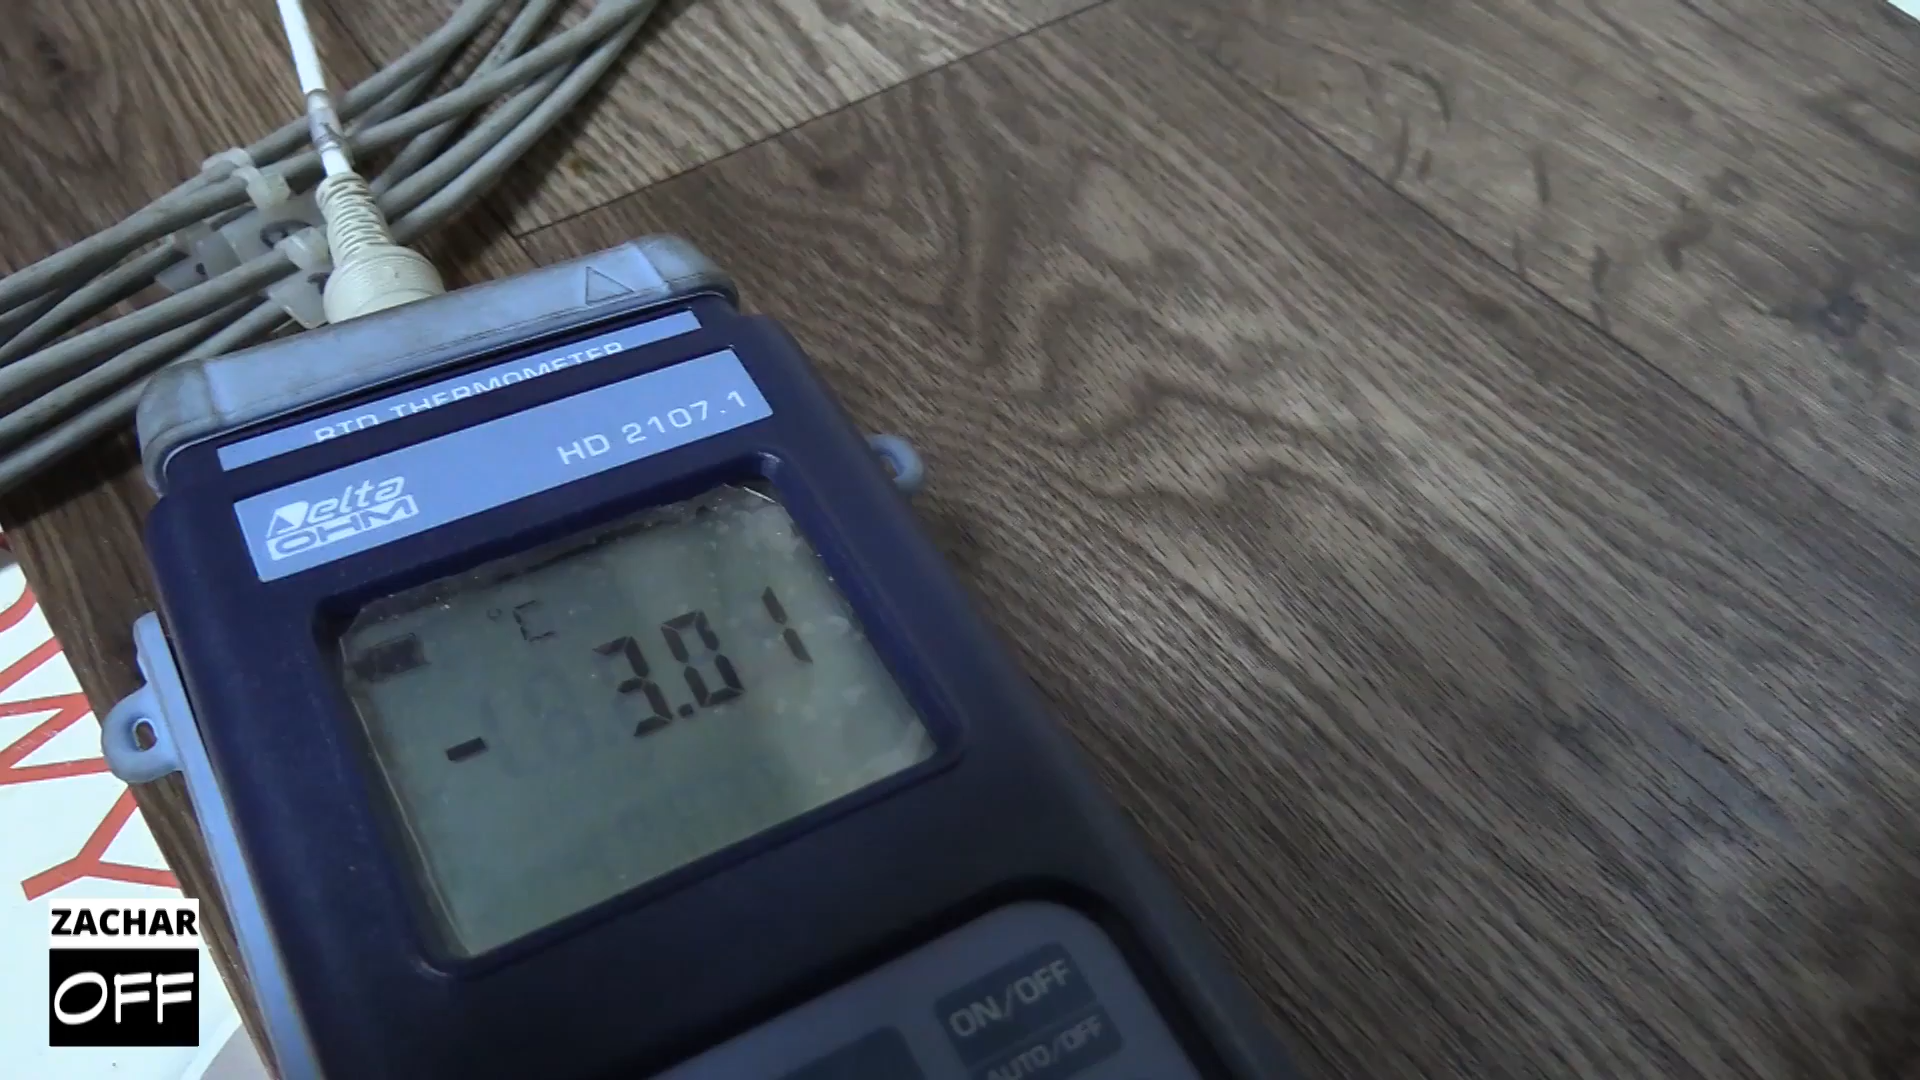 RTD THERMOMETER
HD 2107.1
Delta
OHM
°C
- 3.01
ON/OFF
AUTO/OFF
ZACHAR
OFF